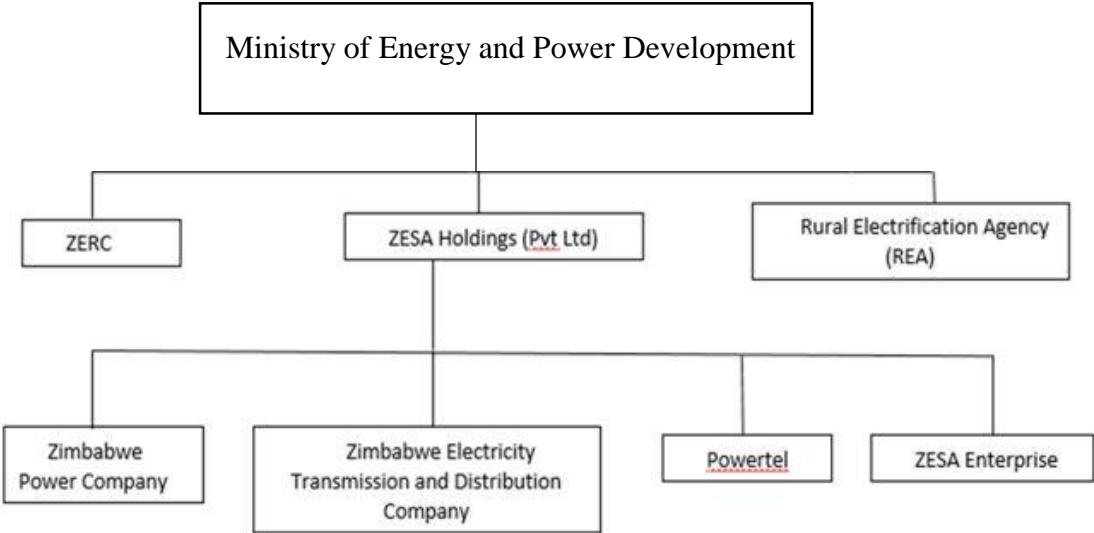 Ministry of Energy and Power Development
ZERC
ZESA Holdings (Pvt Ltd)
Rural Electrification Agency
(REA)
Zimbabwe
Power Company
Zimbabwe Electricity
Transmission and Distribution
Company
Powertel
ZESA Enterprise